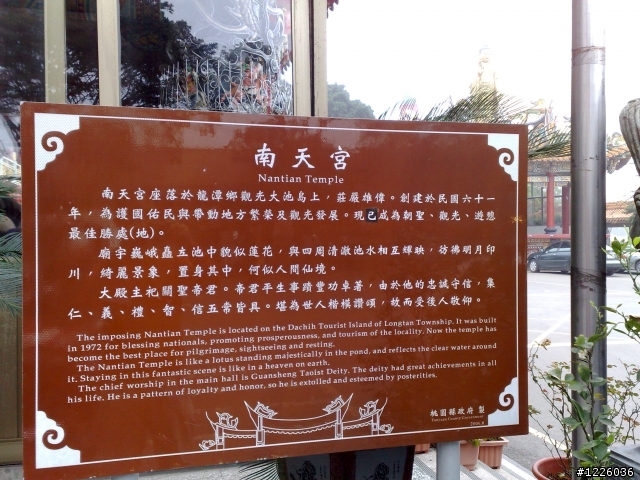 南天宮
Nantian Temple
南天宮座落於龍潭鄉觀光大池島上，莊嚴雄偉。創建於民國六十一
年，為護國佑民與帶動地方繁榮及觀光發展。現已成為朝聖、觀光、遊憩
最佳勝處(地)。
廟宇巍峨矗立池中貌似蓮花，與四周清澈池水相互輝映，彷彿明月印
川，綺麗景象，置身其中，何似人間仙境。
大殿主祀關聖帝君。帝君平生事蹟豐功卓著，由於他的忠誠守信，集
仁、義、禮、智、信五常皆具。堪為世人楷模讚頌，故而受後人敬仰。
The imposing Nantian Temple is located on the Dachih Tourist Island of Longtan Township. It was built
in 1972 for blessing nationals, promoting prosperousness, and tourism of the locality. Now the temple has
become the best place for pilgrimage, sightseeing and resting.
The Nantian Temple is like a lotus standing majestically in the pond, and reflects the clear water around
it. Staying in this fantastic scene is like in a heaven on earth.
The chief worship in the main hall is Guansheng Taoist Deity. The deity had great achievements in all
his life. He is a pattern of loyalty and honor, so he is extolled and esteemed by posterities.
桃園縣政府 製
#1226036